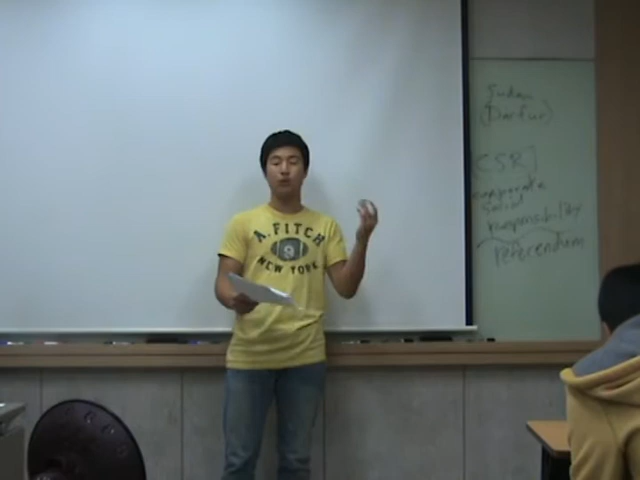 A. FITCH
NEW YORK
Sudan
(Darfur)
CSR
corporate
social
responsibility
referendum